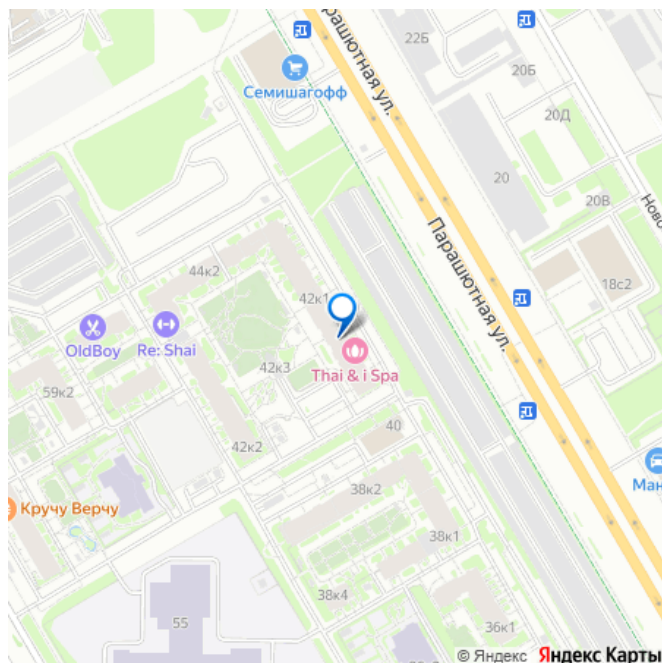 Парашютная ул.
22Б
20Б
Семишагофф
20Д
20
20В
Ново
Парашютная ул.
44к2
18с2
42к1
OldBoy
Re: Shai
Thai & i Spa
42к3
59к2
42к2
40
Ман
38к2
Кручу Верчу
38к1
38к4
55
36к1
© Яндекс Яндекс Карты